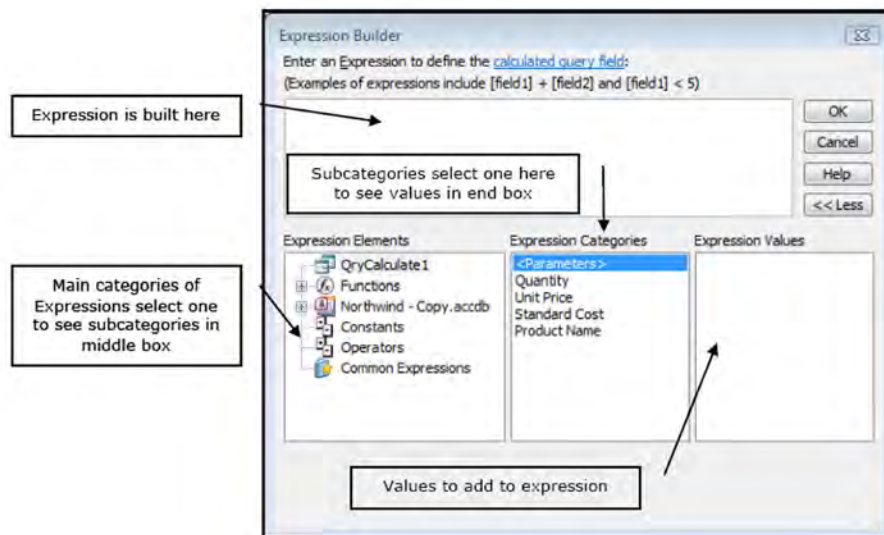 Expression Builder
Enter an Expression to define the calculated query field:
(Examples of expressions include [field1] + [field2] and [field1] < 5)
Expression is built here
OK
Cancel
Help
<< Less
Subcategories select one here
to see values in end box
Expression Elements
QryCalculate1
Functions
Northwind - Copy.accdb
Constants
Operators
Common Expressions
Expression Categories
<Parameters>
Quantity
Unit Price
Standard Cost
Product Name
Expression Values
Main categories of
Expressions select one
to see subcategories in
middle box
Values to add to expression